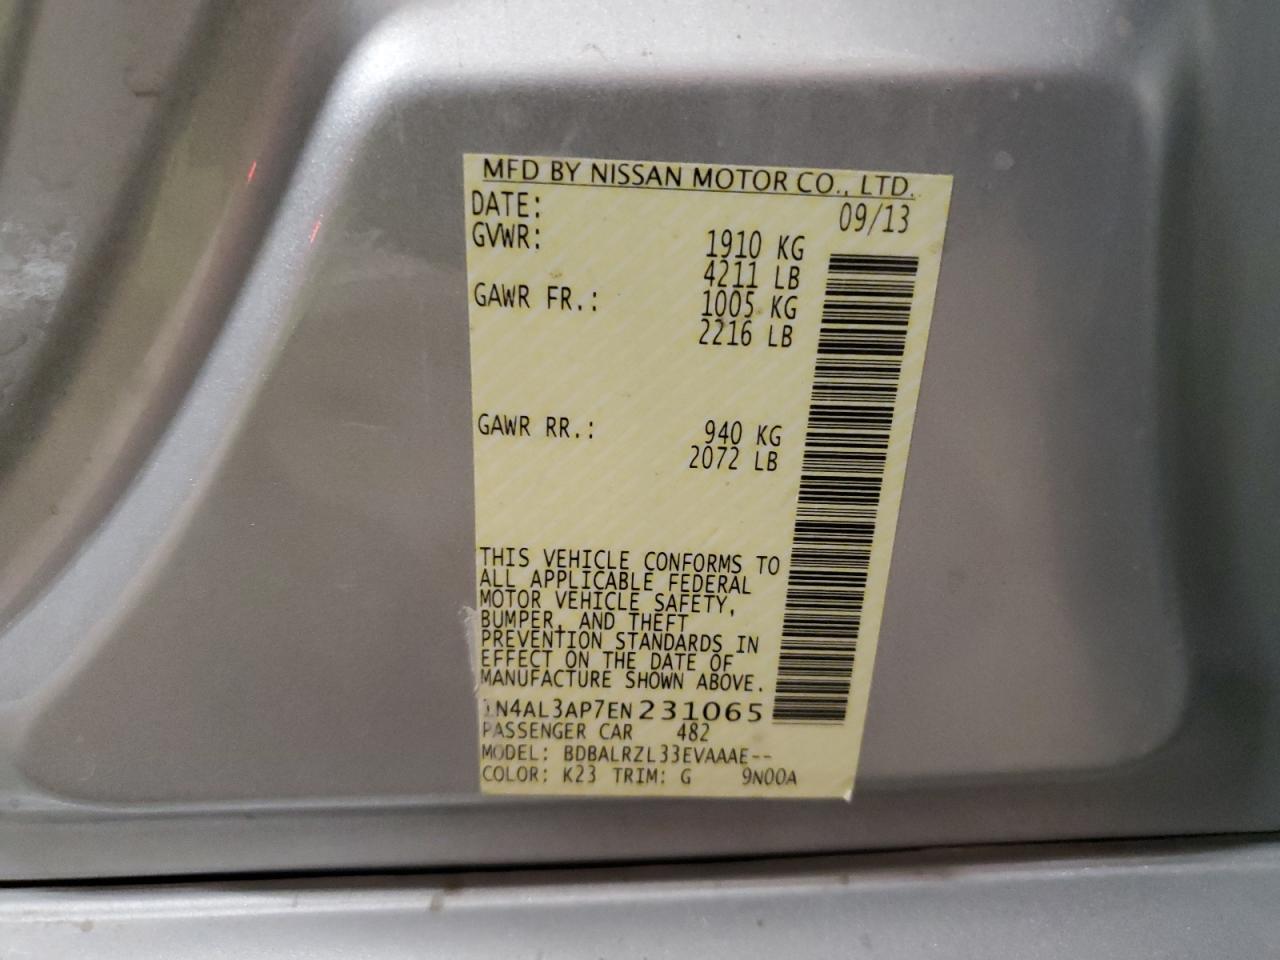 MFD BY NISSAN MOTOR CO., LTD.
DATE: 09/13
GVWR: 1910 KG
4211 LB
GAWR FR.: 1005 KG
2216 LB
GAWR RR.: 940 KG
2072 LB
THIS VEHICLE CONFORMS TO
ALL APPLICABLE FEDERAL
MOTOR VEHICLE SAFETY,
BUMPER, AND THEFT
PREVENTION STANDARDS IN
EFFECT ON THE DATE OF
MANUFACTURE SHOWN ABOVE.
1N4AL3AP7EN231065
PASSENGER CAR 482
MODEL: BDBALRZL33EVAAAE--
COLOR: K23 TRIM: G 9N00A